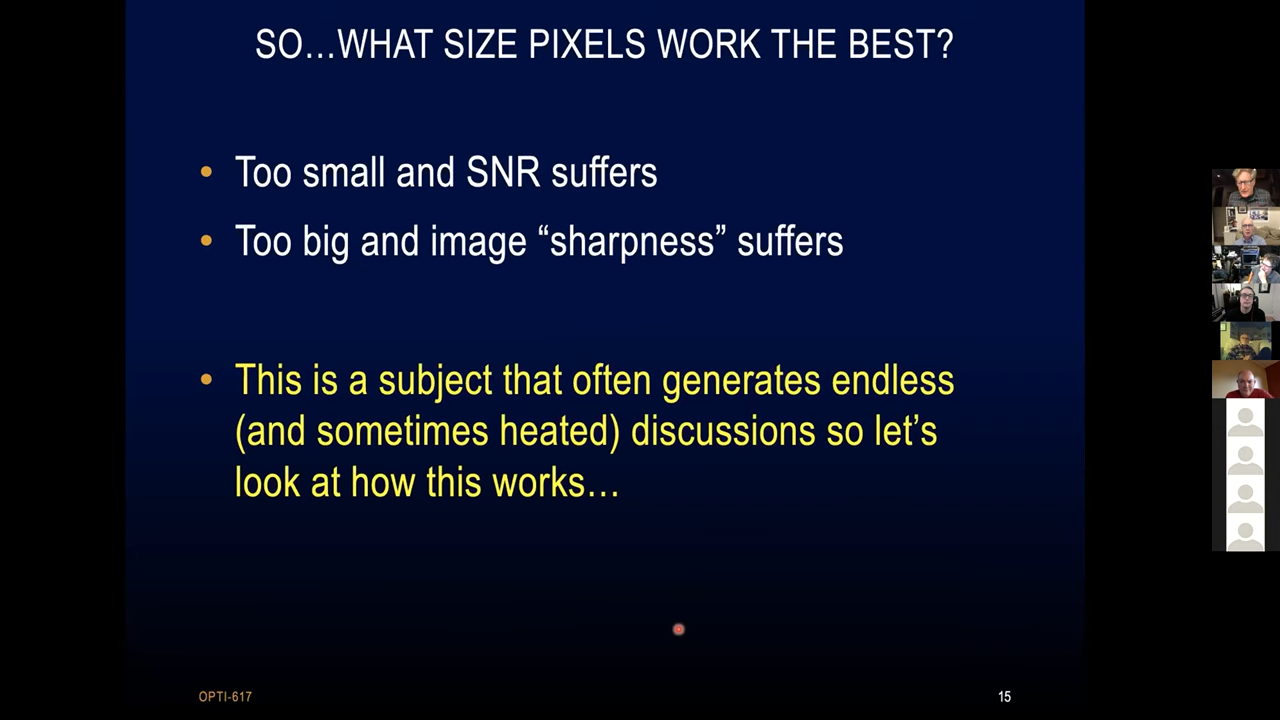 SO…WHAT SIZE PIXELS WORK THE BEST?
• Too small and SNR suffers
• Too big and image “sharpness” suffers
• This is a subject that often generates endless
(and sometimes heated) discussions so let’s
look at how this works…
OPTI-617
15